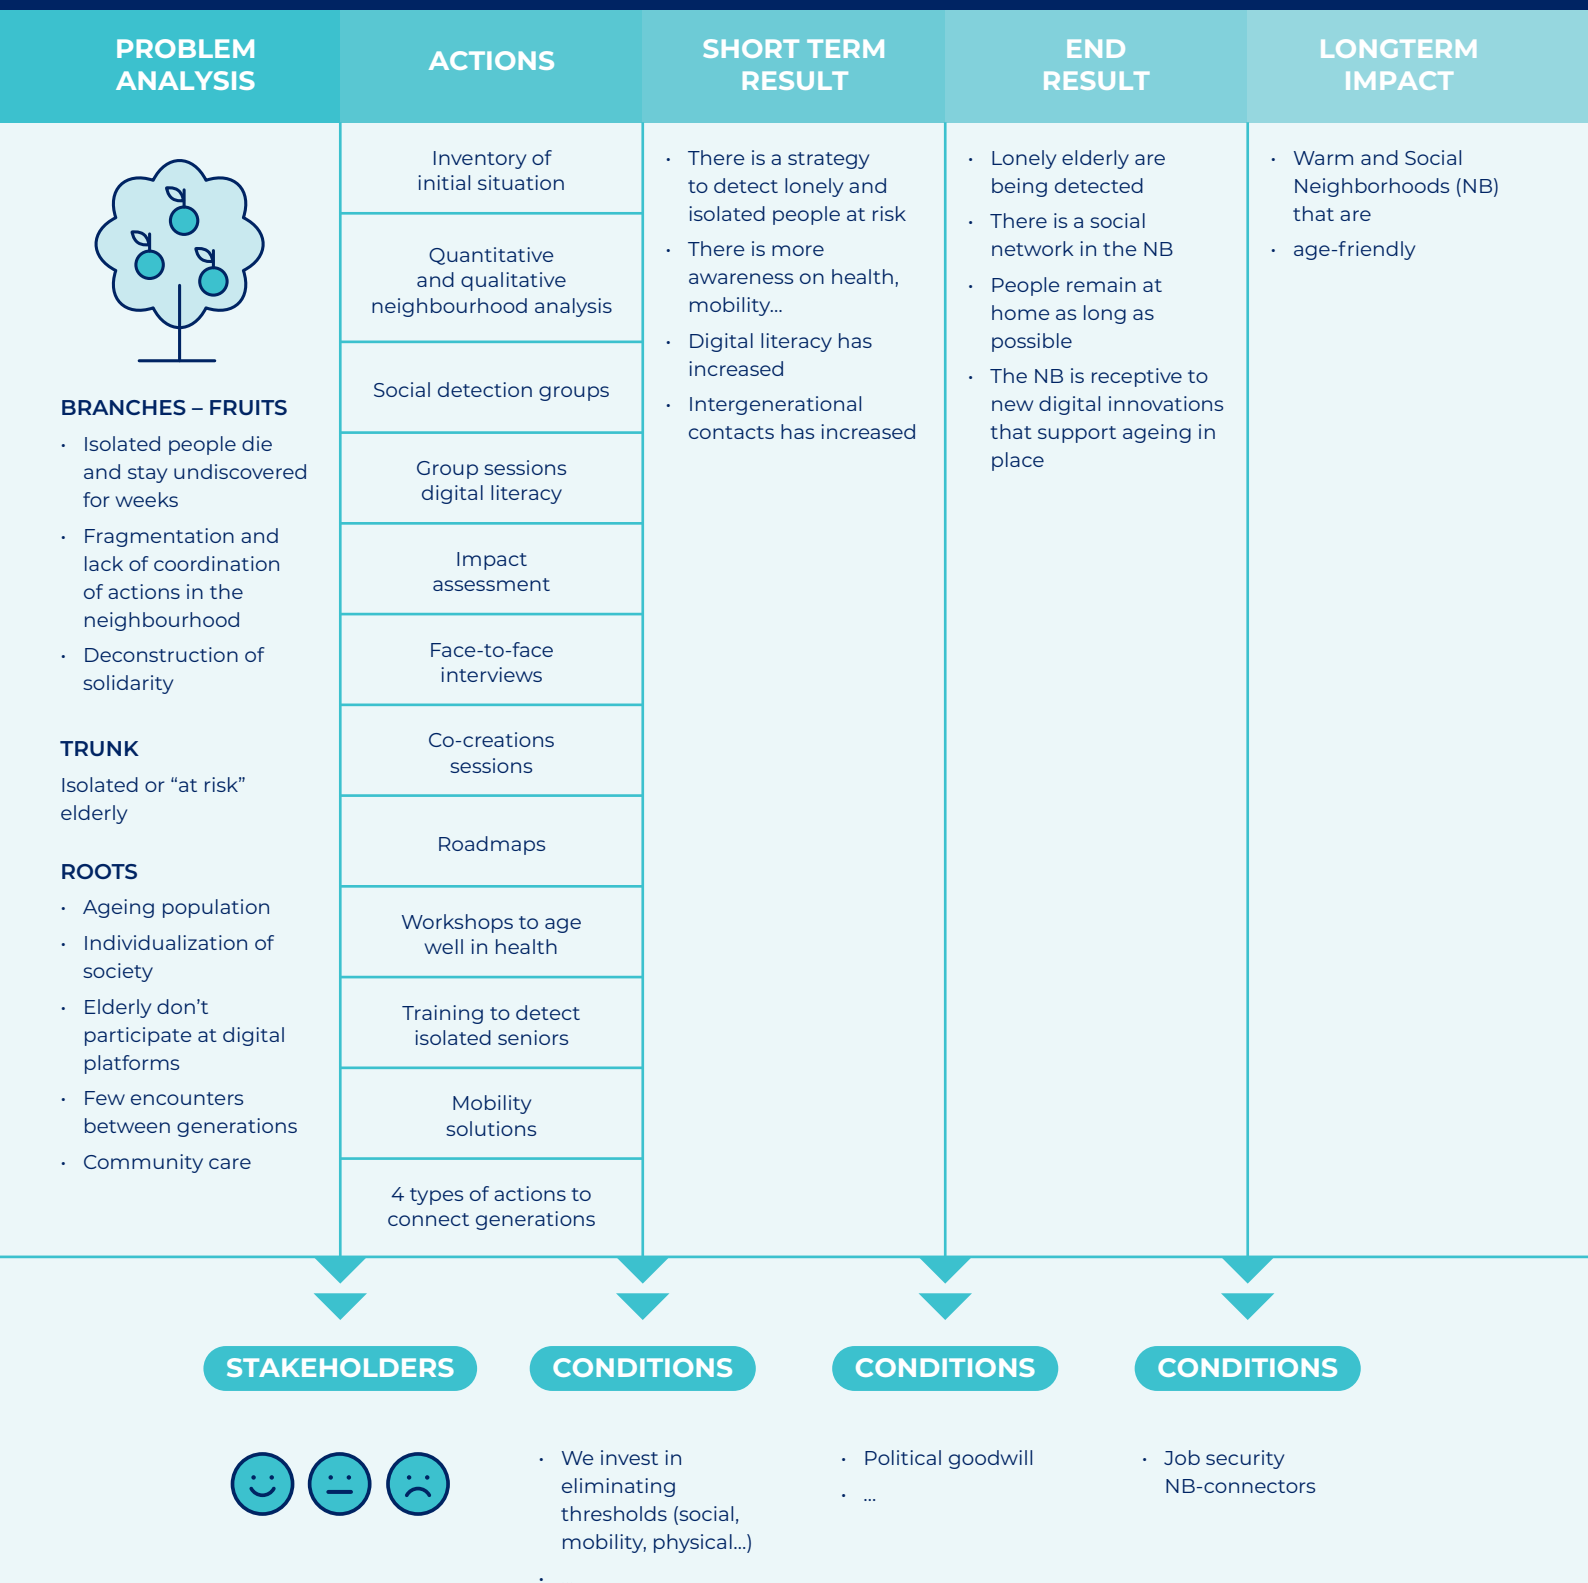 PROBLEM
ANALYSIS
ACTIONS
SHORT TERM
RESULT
END
RESULT
LONGTERM
IMPACT
BRANCHES – FRUITS
• Isolated people die
and stay undiscovered
for weeks
• Fragmentation and
lack of coordination
of actions in the
neighbourhood
• Deconstruction of
solidarity
TRUNK
Isolated or “at risk”
elderly
ROOTS
• Ageing population
• Individualization of
society
• Elderly don’t
participate at digital
platforms
• Few encounters
between generations
• Community care
Inventory of
initial situation
Quantitative
and qualitative
neighbourhood analysis
Social detection groups
Group sessions
digital literacy
Impact
assessment
Face-to-face
interviews
Co-creations
sessions
Roadmaps
Workshops to age
well in health
Training to detect
isolated seniors
Mobility
solutions
4 types of actions to
connect generations
• There is a strategy
to detect lonely and
isolated people at risk
• There is more
awareness on health,
mobility...
• Digital literacy has
increased
• Intergenerational
contacts has increased
• Lonely elderly are
being detected
• There is a social
network in the NB
• People remain at
home as long as
possible
• The NB is receptive to
new digital innovations
that support ageing in
place
• Warm and Social
Neighborhoods (NB)
that are
• age-friendly
STAKEHOLDERS
CONDITIONS
• We invest in
eliminating
thresholds (social,
mobility, physical...)
•
CONDITIONS
• Political goodwill
• ...
CONDITIONS
• Job security
NB-connectors